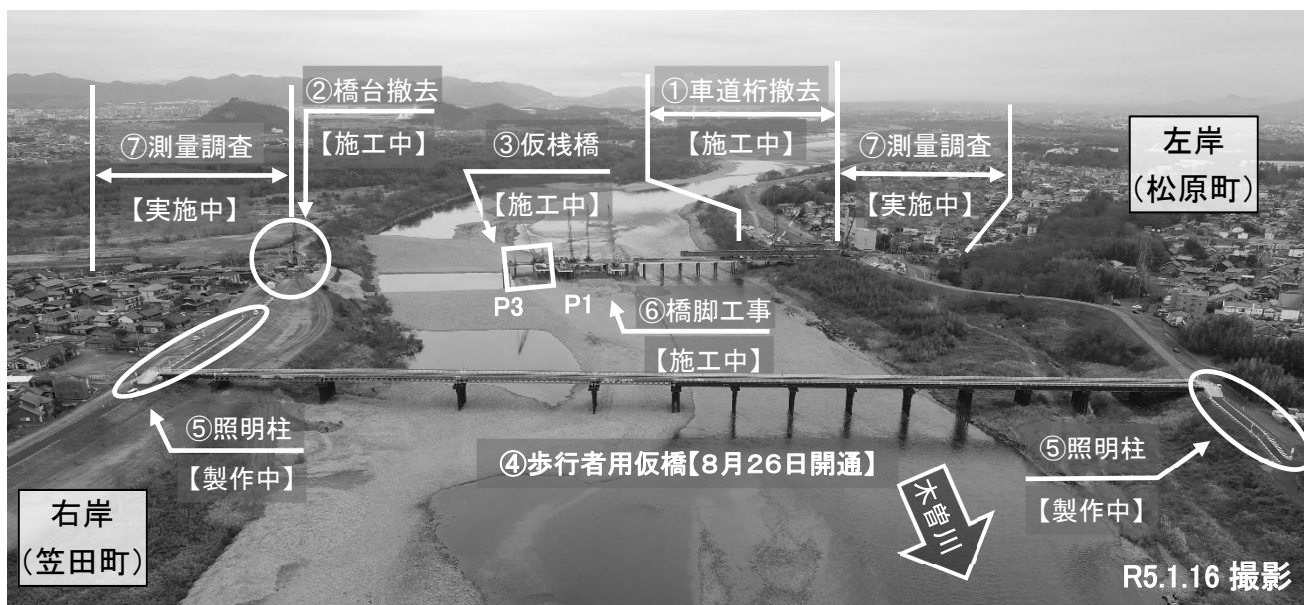 ②橋台撤去
【施工中】
①車道桁撤去
【施工中】
⑦測量調査
【実施中】
③仮桟橋
【施工中】
⑦測量調査
【実施中】
左岸
(松原町)
P3
P1
⑥橋脚工事
【施工中】
⑤照明柱
【製作中】
④歩行者用仮橋【8月26日開通】
⑤照明柱
【製作中】
木曽川
右岸
(笠田町)
R5.1.16 撮影